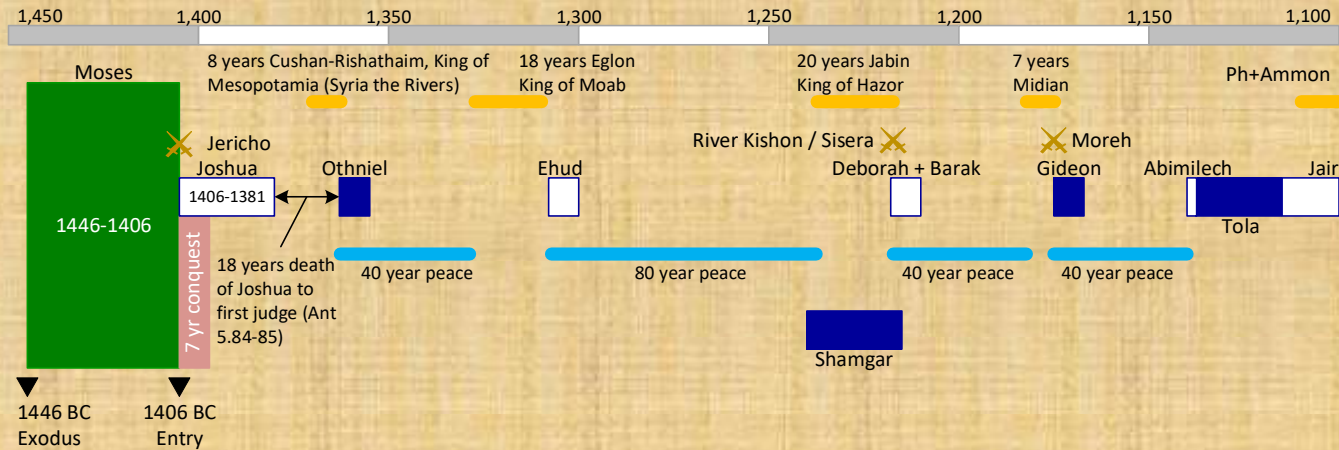 1,450
1,400
1,350
1,300
1,250
1,200
1,150
1,100
Moses
8 years Cushan-Rishathaim, King of
Mesopotamia (Syria the Rivers)
18 years Eglon
King of Moab
20 years Jabin
King of Hazor
7 years
Midian
Ph+Ammon
Jericho
River Kishon / Sisera
Moreh
Joshua
Othniel
Ehud
Deborah + Barak
Gideon
Abimilech
Jair
1446-1406
1406-1381
Tola
7 yr conquest
18 years death
of Joshua to
first judge (Ant
5.84-85)
40 year peace
80 year peace
40 year peace
40 year peace
Shamgar
1446 BC
Exodus
1406 BC
Entry